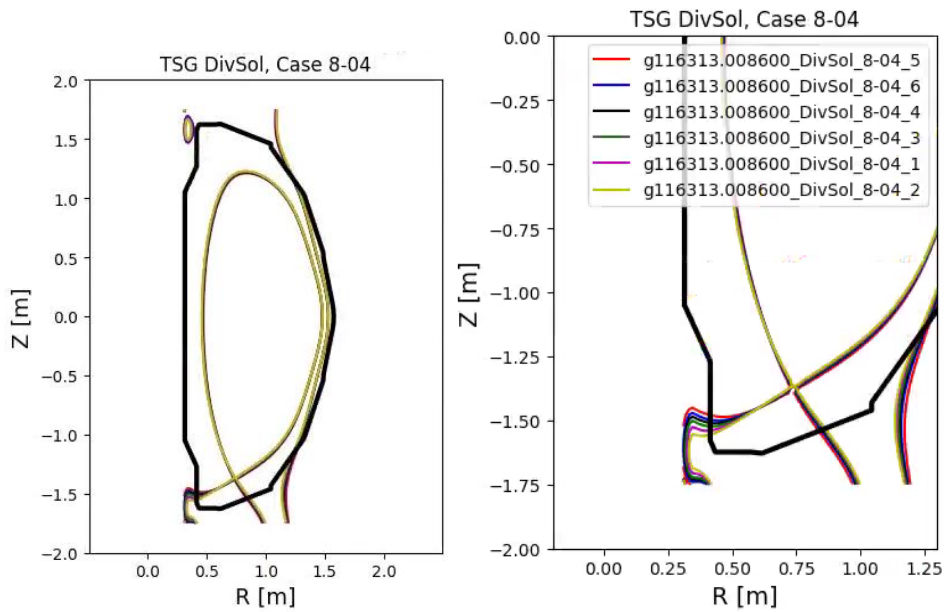 TSG DivSol, Case 8-04
2.0
1.5
1.0
0.5
0.0
−0.5
−1.0
−1.5
−2.0
Z [m]
0.0 0.5 1.0 1.5 2.0
R [m]
TSG DivSol, Case 8-04
0.00
−0.25
−0.50
−0.75
−1.00
−1.25
−1.50
−1.75
−2.00
Z [m]
g116313.008600_DivSol_8-04_5
g116313.008600_DivSol_8-04_6
g116313.008600_DivSol_8-04_4
g116313.008600_DivSol_8-04_3
g116313.008600_DivSol_8-04_1
g116313.008600_DivSol_8-04_2
0.00 0.25 0.50 0.75 1.00 1.25
R [m]